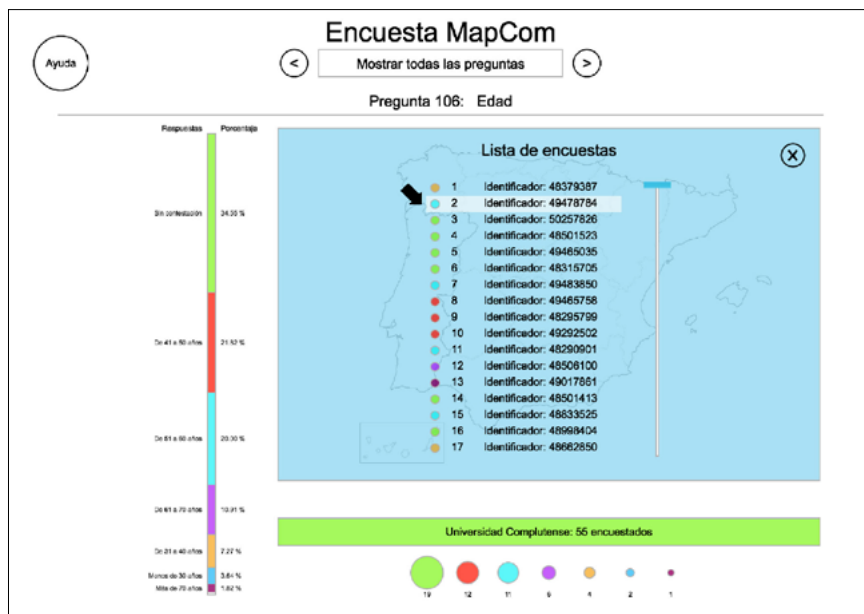 Encuesta MapCom
Ayuda
<
Mostrar todas las preguntas
>
Pregunta 106: Edad
Respuestas Porcentaje
Sin contestación 34.55 %
De 41 a 50 años 21.82 %
De 51 a 60 años 20.00 %
De 61 a 70 años 10.91 %
De 31 a 40 años 7.27 %
Menos de 30 años 3.64 %
Más de 70 años 1.82 %
Lista de encuestas
X
1 Identificador: 48379387
2 Identificador: 49478784
3 Identificador: 50257826
4 Identificador: 48501523
5 Identificador: 49465035
6 Identificador: 48315705
7 Identificador: 49483850
8 Identificador: 49465758
9 Identificador: 48295799
10 Identificador: 49292502
11 Identificador: 48290901
12 Identificador: 48506100
13 Identificador: 49017861
14 Identificador: 48501413
15 Identificador: 48833525
16 Identificador: 48998404
17 Identificador: 48662850
Universidad Complutense: 55 encuestados
19 12 11 6 4 2 1